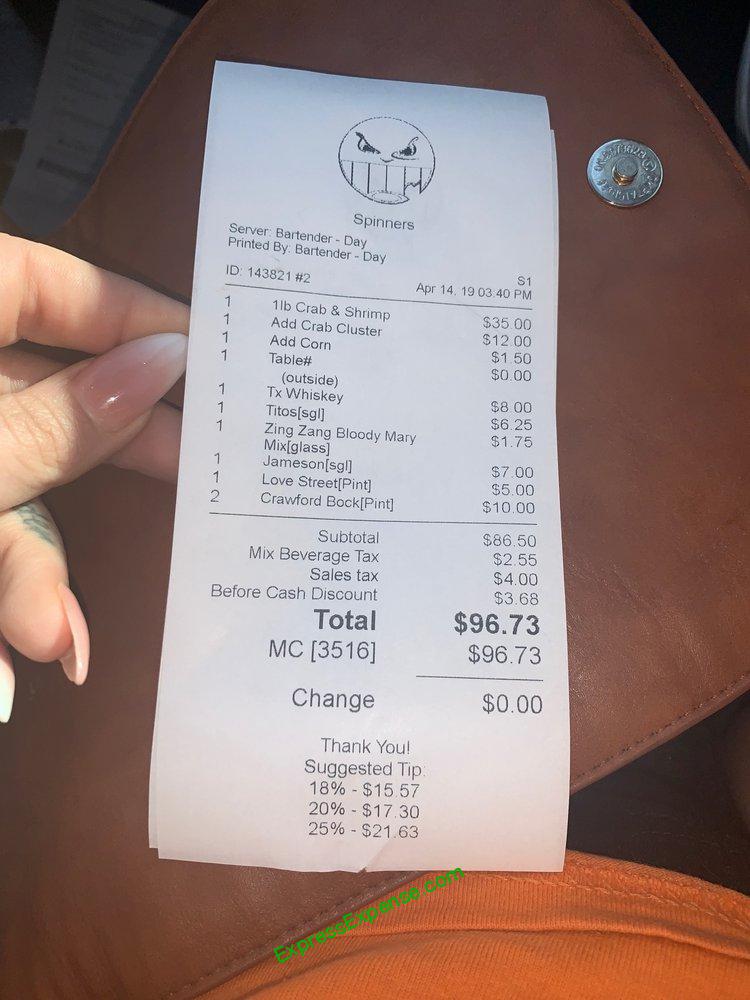 Spinners
Server: Bartender - Day
Printed By: Bartender - Day
S1
ID: 143821 #2 Apr 14, 19 03:40 PM
1 1lb Crab & Shrimp $35.00
1 Add Crab Cluster $12.00
1 Add Corn $1.50
1 Table# $0.00
(outside)
1 Tx Whiskey $8.00
1 Titos[sgl] $6.25
1 Zing Zang Bloody Mary $1.75
Mix[glass]
1 Jameson[sgl] $7.00
1 Love Street[Pint] $5.00
2 Crawford Bock[Pint] $10.00
Subtotal $86.50
Mix Beverage Tax $2.55
Sales tax $4.00
Before Cash Discount $3.68
Total $96.73
MC [3516] $96.73
Change $0.00
Thank You!
Suggested Tip:
18% - $15.57
20% - $17.30
25% - $21.63
ExpressExpense.com